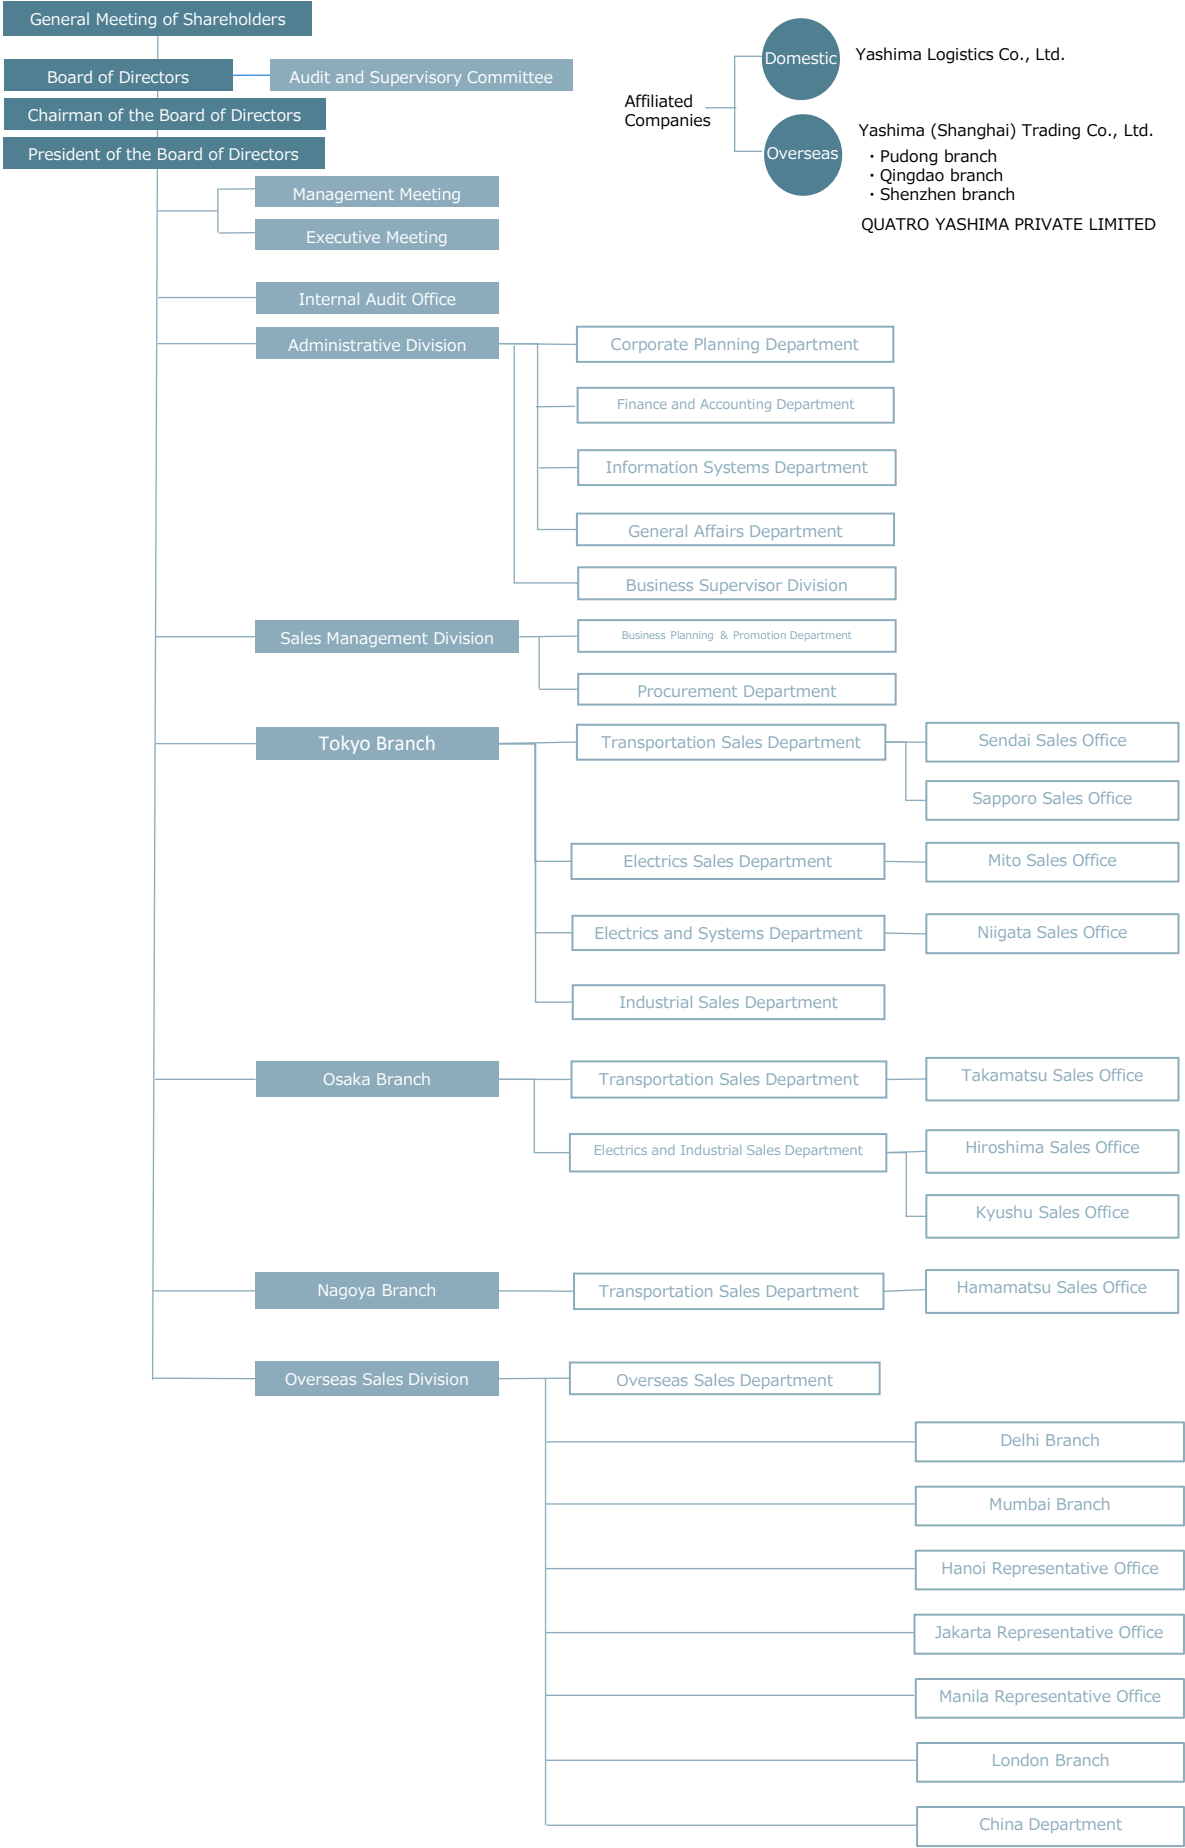 General Meeting of Shareholders
Board of Directors
Audit and Supervisory Committee
Chairman of the Board of Directors
President of the Board of Directors
Affiliated
Companies
Domestic
Yashima Logistics Co., Ltd.
Overseas
Yashima (Shanghai) Trading Co., Ltd.
・Pudong branch
・Qingdao branch
・Shenzhen branch
QUATRO YASHIMA PRIVATE LIMITED
Management Meeting
Executive Meeting
Internal Audit Office
Administrative Division
Corporate Planning Department
Finance and Accounting Department
Information Systems Department
General Affairs Department
Business Supervisor Division
Sales Management Division
Business Planning & Promotion Department
Procurement Department
Tokyo Branch
Transportation Sales Department
Sendai Sales Office
Sapporo Sales Office
Electrics Sales Department
Mito Sales Office
Electrics and Systems Department
Niigata Sales Office
Industrial Sales Department
Osaka Branch
Transportation Sales Department
Takamatsu Sales Office
Electrics and Industrial Sales Department
Hiroshima Sales Office
Kyushu Sales Office
Nagoya Branch
Transportation Sales Department
Hamamatsu Sales Office
Overseas Sales Division
Overseas Sales Department
Delhi Branch
Mumbai Branch
Hanoi Representative Office
Jakarta Representative Office
Manila Representative Office
London Branch
China Department